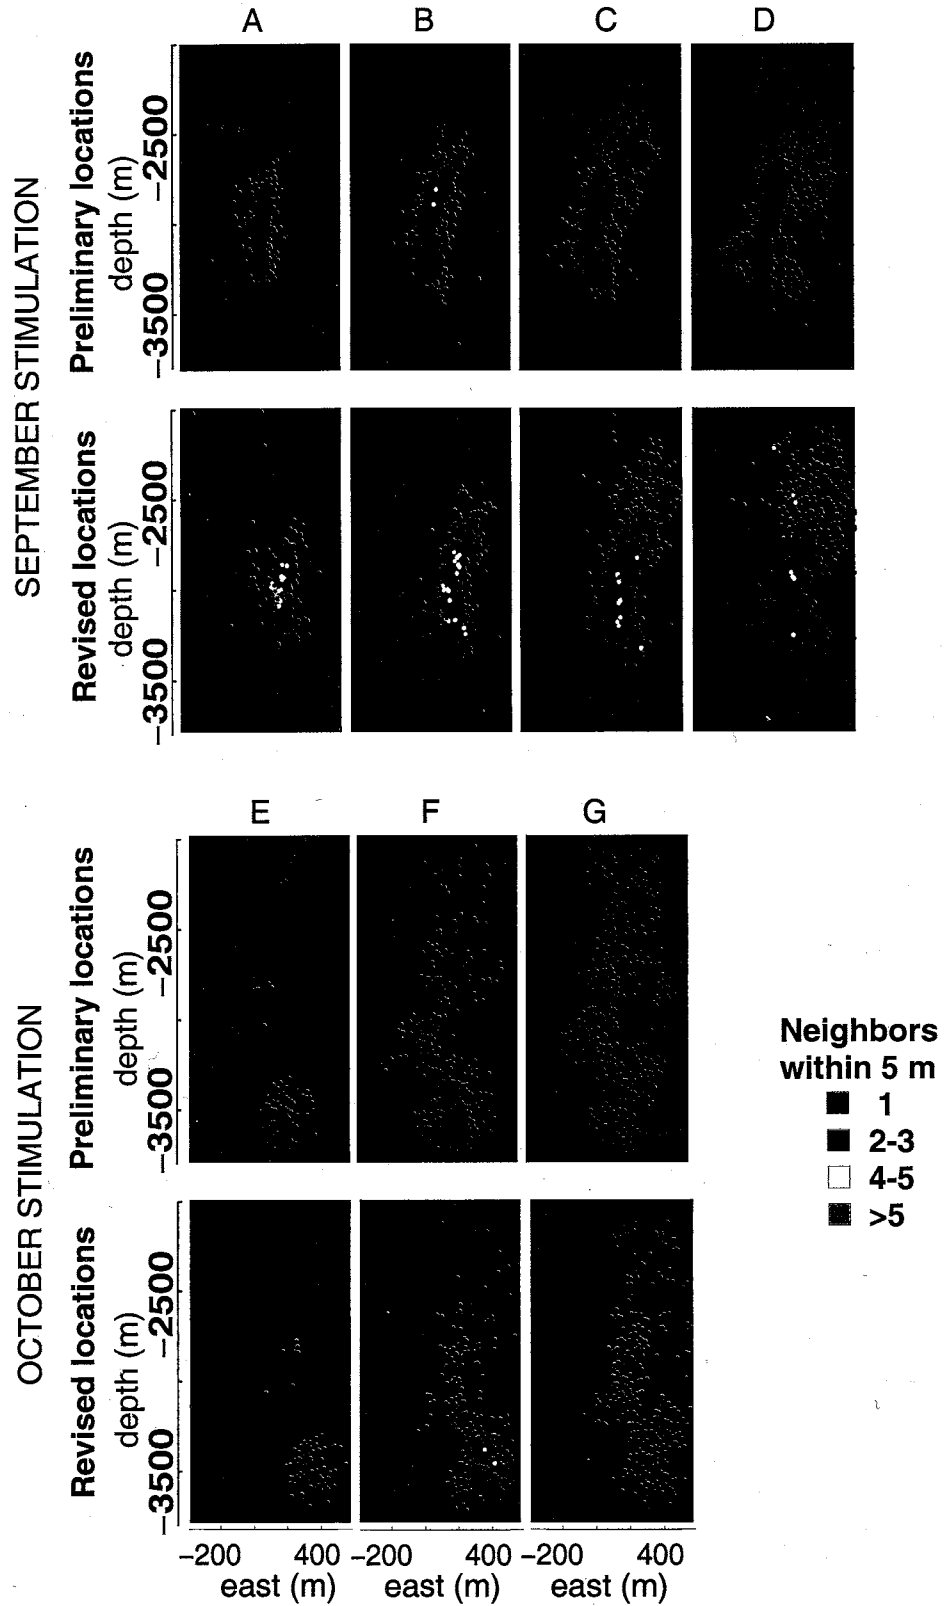 A B C D
SEPTEMBER STIMULATION
Preliminary locations
depth (m)
−2500
−3500
Revised locations
depth (m)
−2500
−3500
E F G
OCTOBER STIMULATION
Preliminary locations
depth (m)
−2500
−3500
Neighbors
within 5 m
1
2-3
4-5
>5
Revised locations
depth (m)
−2500
−3500
−200 400 −200 400 −200 400
east (m) east (m) east (m)